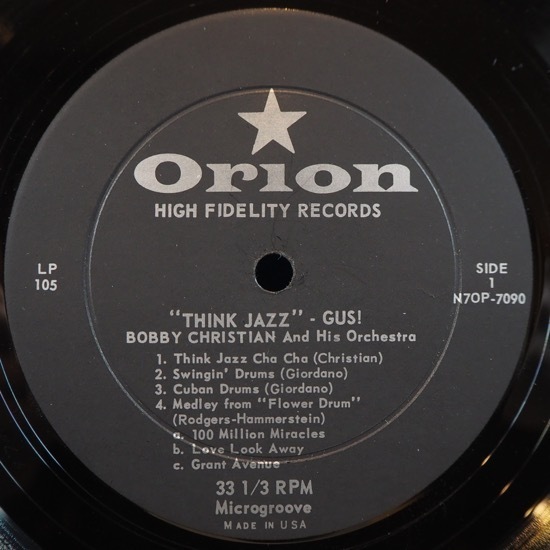 Orion
HIGH FIDELITY RECORDS
LP
105
SIDE
1
N7OP-7090
"THINK JAZZ" - GUS!
BOBBY CHRISTIAN And His Orchestra
1. Think Jazz Cha Cha (Christian)
2. Swingin' Drums (Giordano)
3. Cuban Drums (Giordano)
4. Medley from "Flower Drum"
(Rodgers-Hammerstein)
a. 100 Million Miracles
b. Love Look Away
c. Grant Avenue
33 1/3 RPM
Microgroove
MADE IN USA